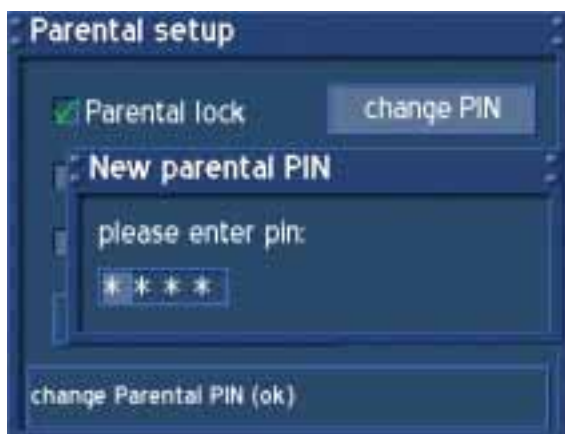 Parental setup
Parental lock
change PIN
New parental PIN
please enter pin:
* * * *
change Parental PIN (ok)